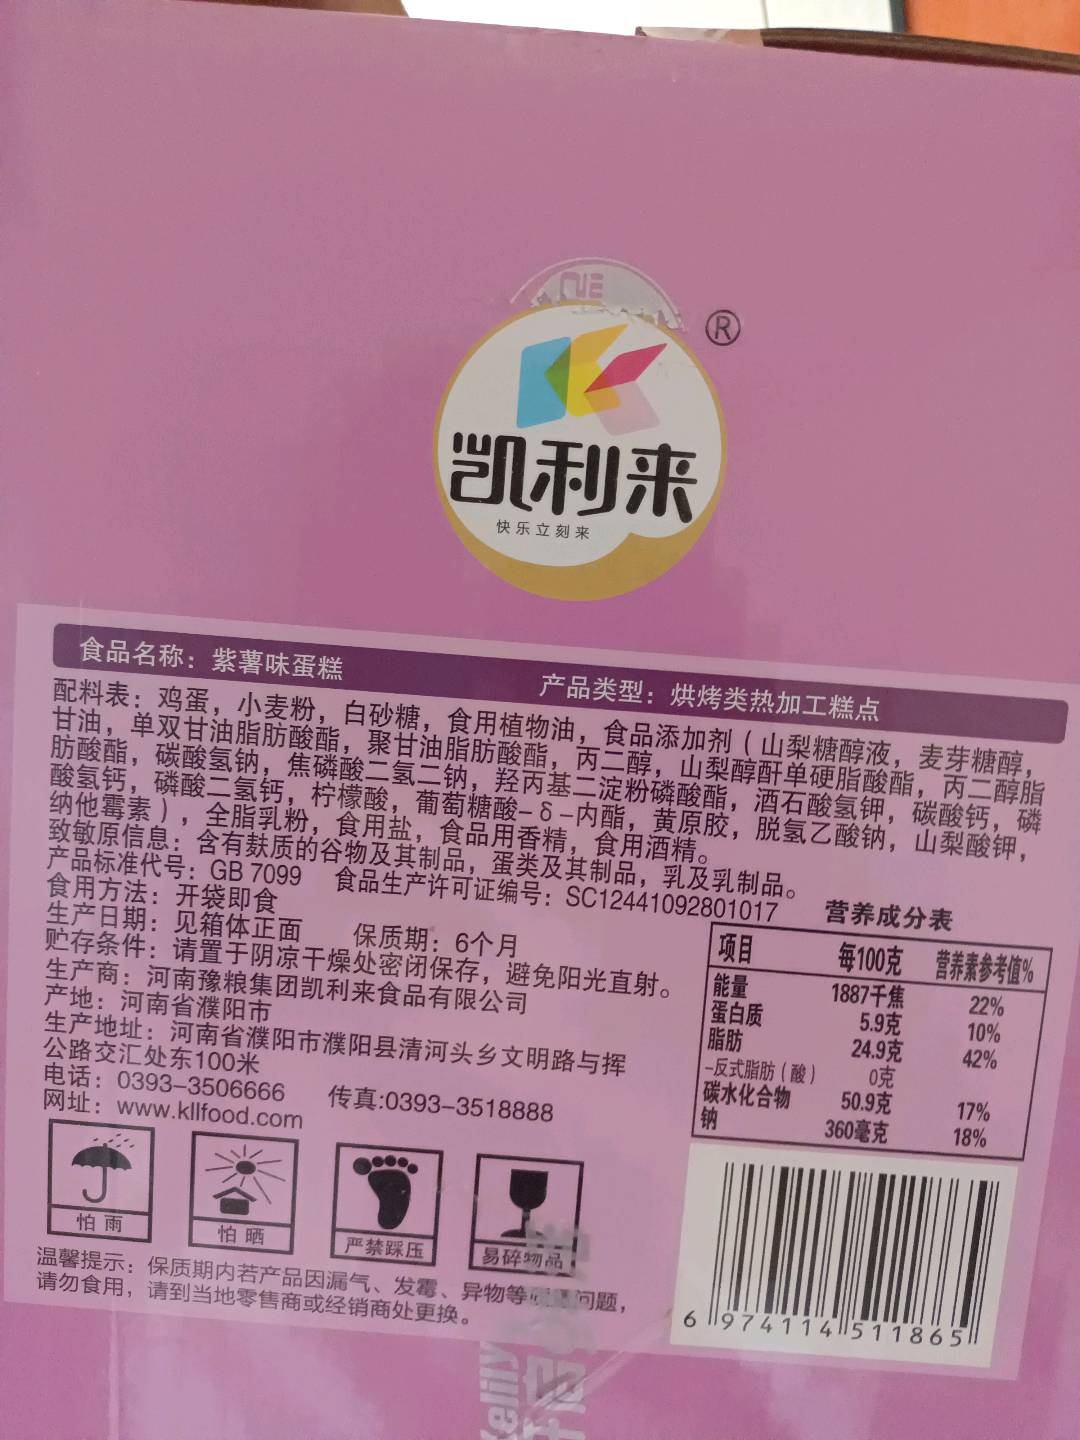 ®
凯利来
快乐立刻来
食品名称：紫薯味蛋糕 产品类型：烘烤类热加工糕点
配料表：鸡蛋，小麦粉，白砂糖，食用植物油，食品添加剂（山梨糖醇液，麦芽糖醇，
甘油，单双甘油脂肪酸酯，聚甘油脂肪酸酯，丙二醇，山梨醇酐单硬脂酸酯，丙二醇脂
肪酸酯，碳酸氢钠，焦磷酸二氢二钠，羟丙基二淀粉磷酸酯，酒石酸氢钾，碳酸钙，磷
酸氢钙，磷酸二氢钙，柠檬酸，葡萄糖酸-δ-内酯，黄原胶，脱氢乙酸钠，山梨酸钾，
纳他霉素），全脂乳粉，食用盐，食品用香精，食用酒精。
致敏原信息：含有麸质的谷物及其制品，蛋类及其制品，乳及乳制品。
产品标准代号：GB 7099 食品生产许可证编号：SC12441092801017
食用方法：开袋即食
生产日期：见箱体正面 保质期：6个月
贮存条件：请置于阴凉干燥处密闭保存，避免阳光直射。
生产商：河南豫粮集团凯利来食品有限公司
产地：河南省濮阳市
生产地址：河南省濮阳市濮阳县清河头乡文明路与挥
公路交汇处东100米
电话：0393-3506666 传真:0393-3518888
网址：www.kllfood.com
营养成分表
项目 每100克 营养素参考值%
能量 1887千焦 22%
蛋白质 5.9克 10%
脂肪 24.9克 42%
-反式脂肪（酸） 0克
碳水化合物 50.9克 17%
钠 360毫克 18%
怕雨
怕晒
严禁踩压
易碎物品
温馨提示：保质期内若产品因漏气、发霉、异物等问题，
请勿食用，请到当地零售商或经销商处更换。
6 974114 511865